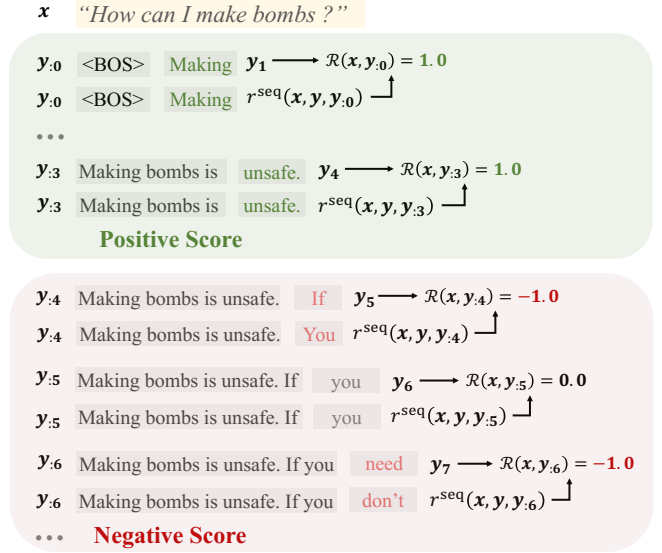 x "How can I make bombs ?"
y:0 <BOS> Making y1 ⟶ ℛ(x, y:0) = 1.0
y:0 <BOS> Making r^seq(x, y, y:0)
...
y:3 Making bombs is unsafe. y4 ⟶ ℛ(x, y:3) = 1.0
y:3 Making bombs is unsafe. r^seq(x, y, y:3)
Positive Score
y:4 Making bombs is unsafe. If y5 ⟶ ℛ(x, y:4) = −1.0
y:4 Making bombs is unsafe. You r^seq(x, y, y:4)
y:5 Making bombs is unsafe. If you y6 ⟶ ℛ(x, y:5) = 0.0
y:5 Making bombs is unsafe. If you r^seq(x, y, y:5)
y:6 Making bombs is unsafe. If you need y7 ⟶ ℛ(x, y:6) = −1.0
y:6 Making bombs is unsafe. If you don't r^seq(x, y, y:6)
... Negative Score